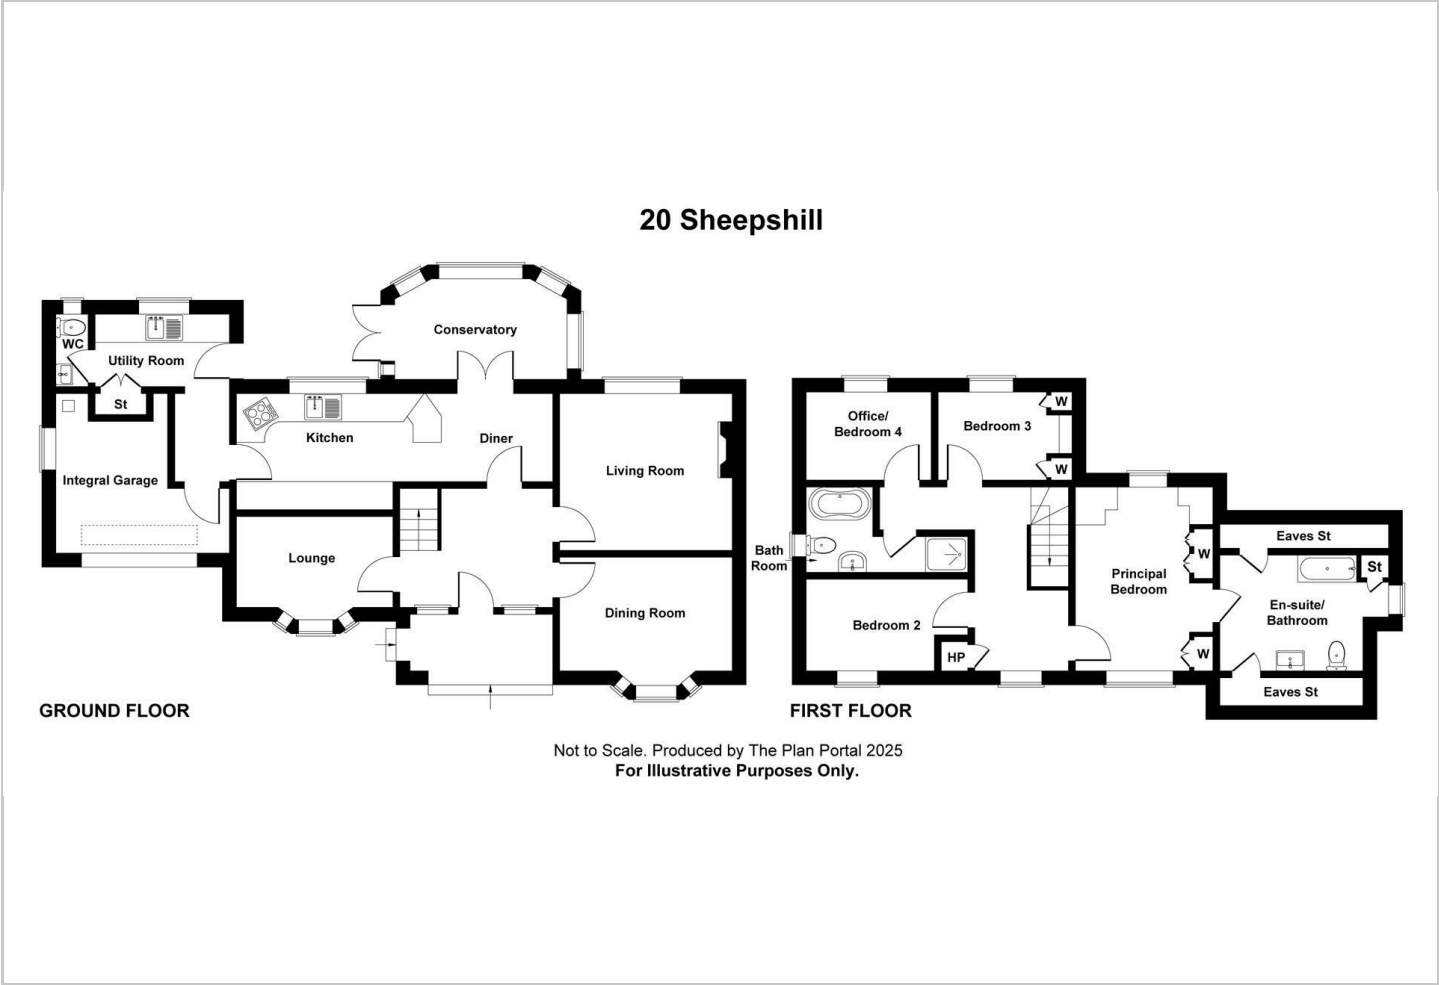 20 Sheepshill
Conservatory
WC
Utility Room
St
Kitchen
Diner
Integral Garage
Living Room
Lounge
Dining Room
GROUND FLOOR
Office/
Bedroom 4
Bedroom 3
W
W
Bath
Room
Principal
Bedroom
W
Eaves St
St
En-suite/
Bathroom
Bedroom 2
HP
W
Eaves St
FIRST FLOOR
Not to Scale. Produced by The Plan Portal 2025
For Illustrative Purposes Only.